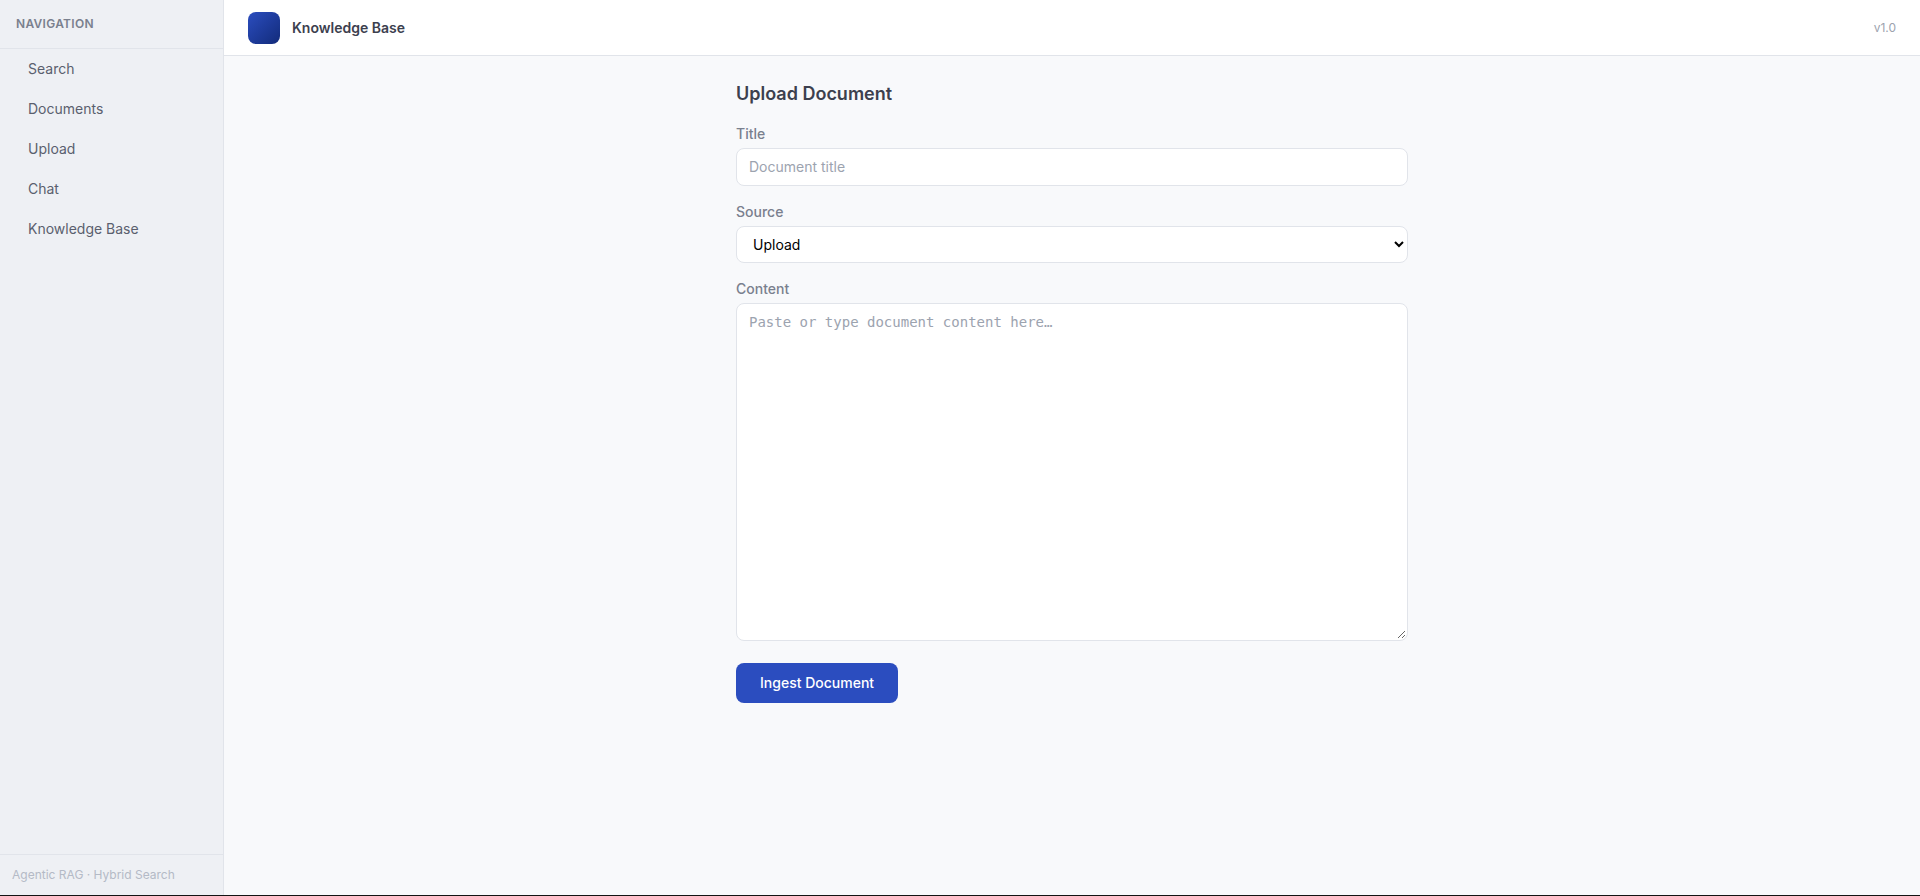 NAVIGATION
Search
Documents
Upload
Chat
Knowledge Base
Agentic RAG · Hybrid Search
Knowledge Base
v1.0
Upload Document
Title
Document title
Source
Upload
Content
Paste or type document content here…
Ingest Document